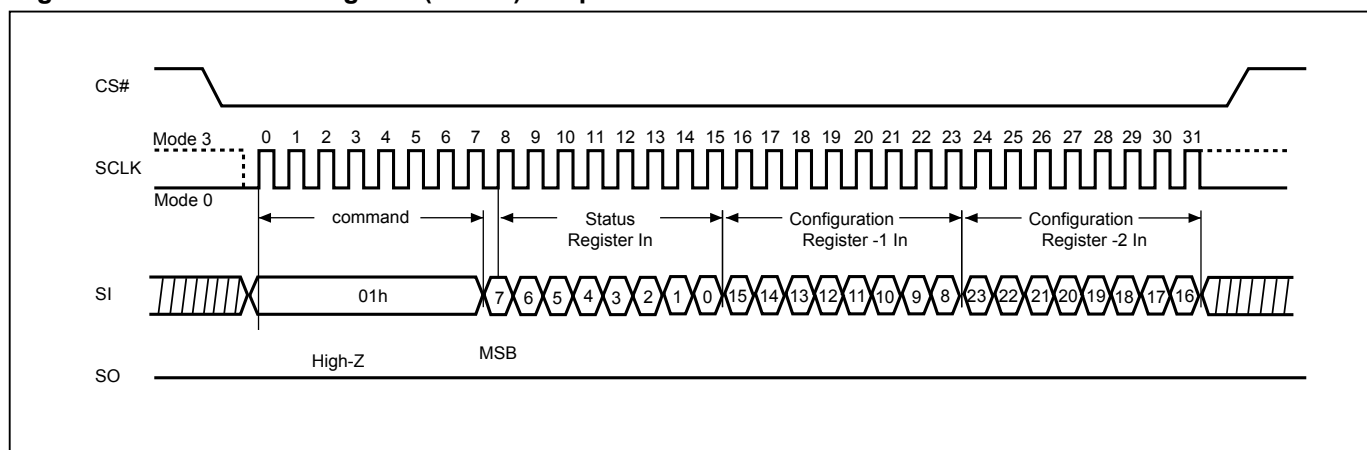 CS#
Mode 3
0 1 2 3 4 5 6 7 8 9 10 11 12 13 14 15 16 17 18 19 20 21 22 23 24 25 26 27 28 29 30 31
SCLK
Mode 0
command
Status
Register In
Configuration
Register -1 In
Configuration
Register -2 In
SI
01h
7 6 5 4 3 2 1 0 15 14 13 12 11 10 9 8 23 22 21 20 19 18 17 16
High-Z
MSB
SO